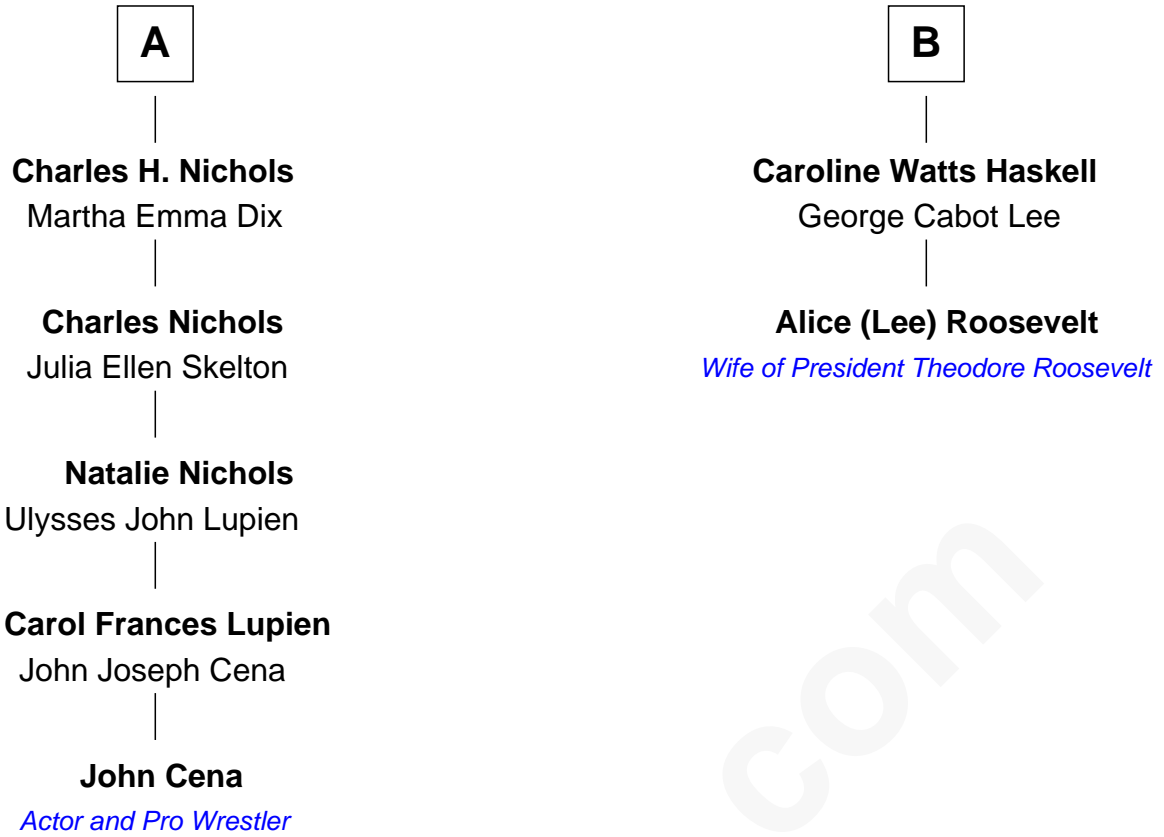 A
Charles H. Nichols
Martha Emma Dix
Charles Nichols
Julia Ellen Skelton
Natalie Nichols
Ulysses John Lupien
Carol Frances Lupien
John Joseph Cena
John Cena
Actor and Pro Wrestler
B
Caroline Watts Haskell
George Cabot Lee
Alice (Lee) Roosevelt
Wife of President Theodore Roosevelt
com